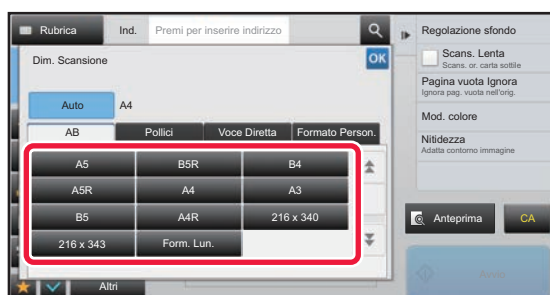 Rubrica
Ind.
Premi per inserire indirizzo
Dim. Scansione
OK
Auto
A4
AB
Pollici
Voce Diretta
Formato Person.
A5
B5R
B4
A5R
A4
A3
B5
A4R
216 x 340
216 x 343
Form. Lun.
Altri
Regolazione sfondo
Scans. Lenta
Scans. or. carta sottile
Pagina vuota Ignora
Ignora pag. vuota nell'orig.
Mod. colore
Nitidezza
Adatta contorno immagine
Anteprima
CA
Avvio